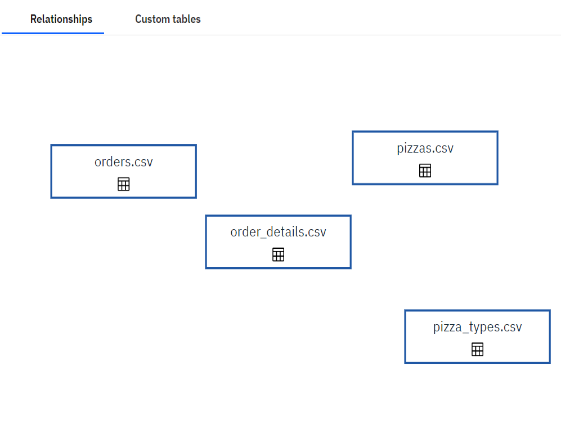 Relationships
Custom tables
orders.csv
pizzas.csv
order_details.csv
pizza_types.csv